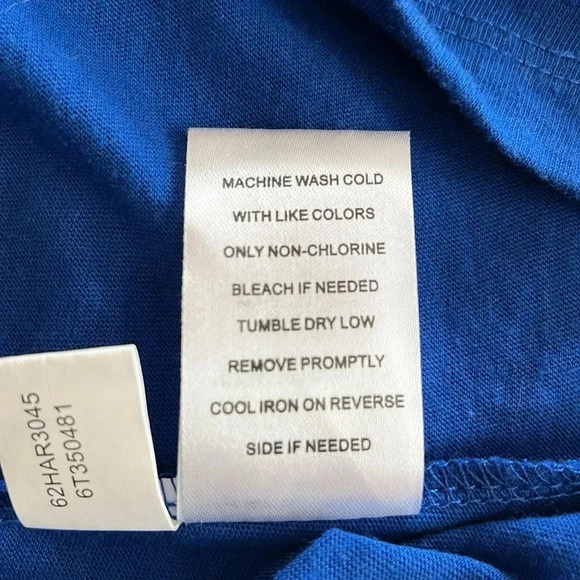 MACHINE WASH COLD
WITH LIKE COLORS
ONLY NON-CHLORINE
BLEACH IF NEEDED
TUMBLE DRY LOW
REMOVE PROMPTLY
COOL IRON ON REVERSE
SIDE IF NEEDED
62HAR3045
6T350481